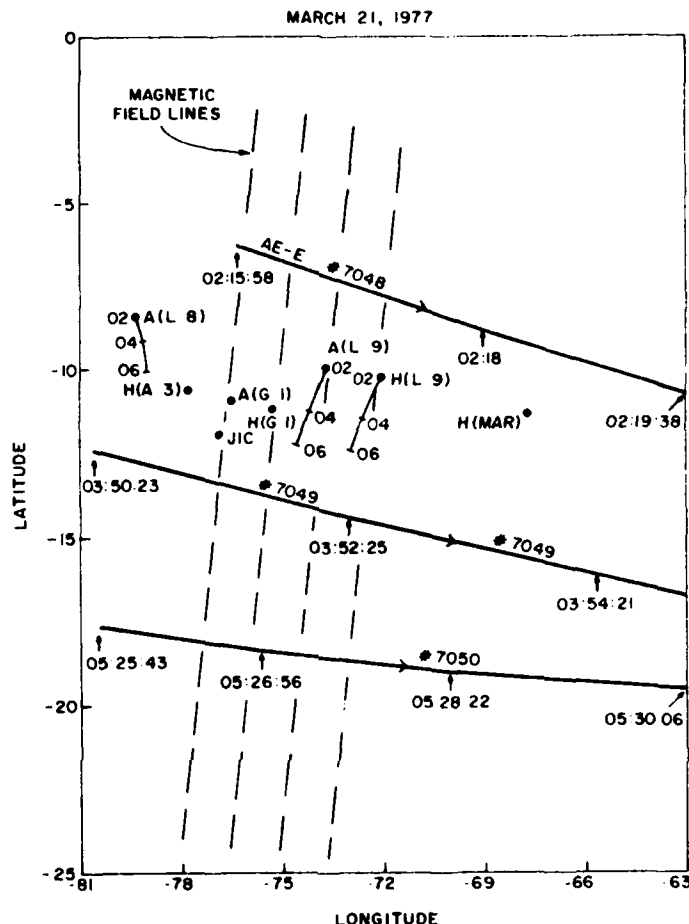 MARCH 21, 1977
0
MAGNETIC
FIELD LINES
-5
AE-E
# 7048
02:15:58
02 A(L 8)
04
06
02:18
-10
A(L 9)
02
02 H(L 9)
H(A 3)
A(G 1)
H(G 1)
04
04
H(MAR)
02:19:38
JIC
06
06
LATITUDE
03:50:23
# 7049
03:52:25
# 7049
-15
03:54:21
05:25:43
05:26:56
# 7050
05:28 22
05:30 06
-20
-25
-81 -78 -75 -72 -69 -66 -63
LONGITUDE